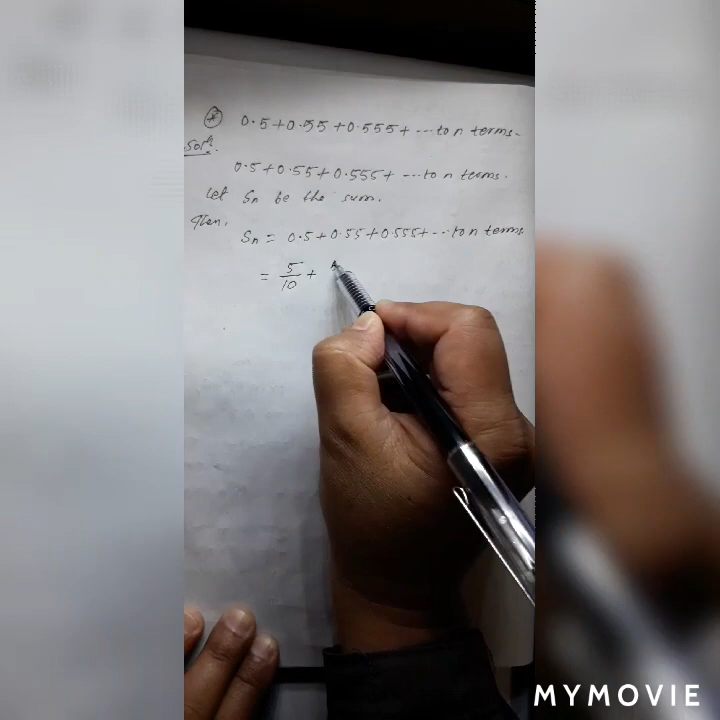 * 0.5+0.55+0.555+ ... to n terms.
Solⁿ.
0.5+0.55+0.555+ ... to n terms.
Let Sn be the sum.
Then,
Sn = 0.5+0.55+0.555+ ... to n terms
= 5/10 +
MYMOVIE